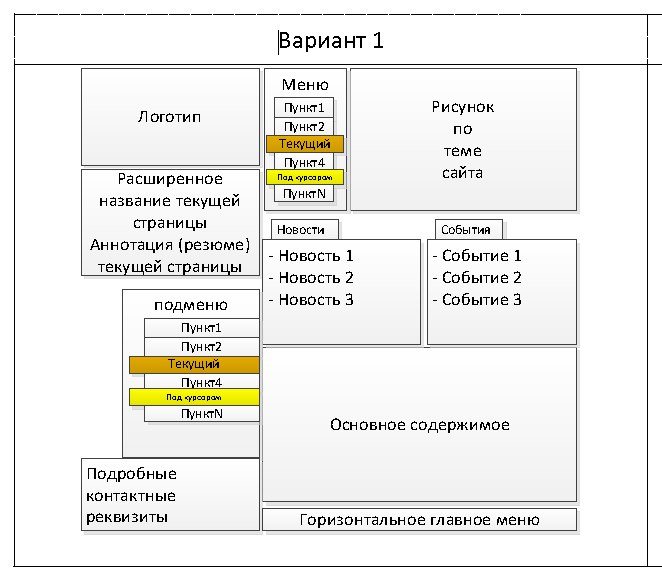 Вариант 1
Логотип
Меню
Пункт1
Пункт2
Текущий
Пункт4
Под курсором
ПунктN
Рисунок
по
теме
сайта
Расширенное
название текущей
страницы
Аннотация (резюме)
текущей страницы
Новости
- Новость 1
- Новость 2
- Новость 3
События
- Событие 1
- Событие 2
- Событие 3
подменю
Пункт1
Пункт2
Текущий
Пункт4
Под курсором
ПунктN
Основное содержимое
Подробные
контактные
реквизиты
Горизонтальное главное меню